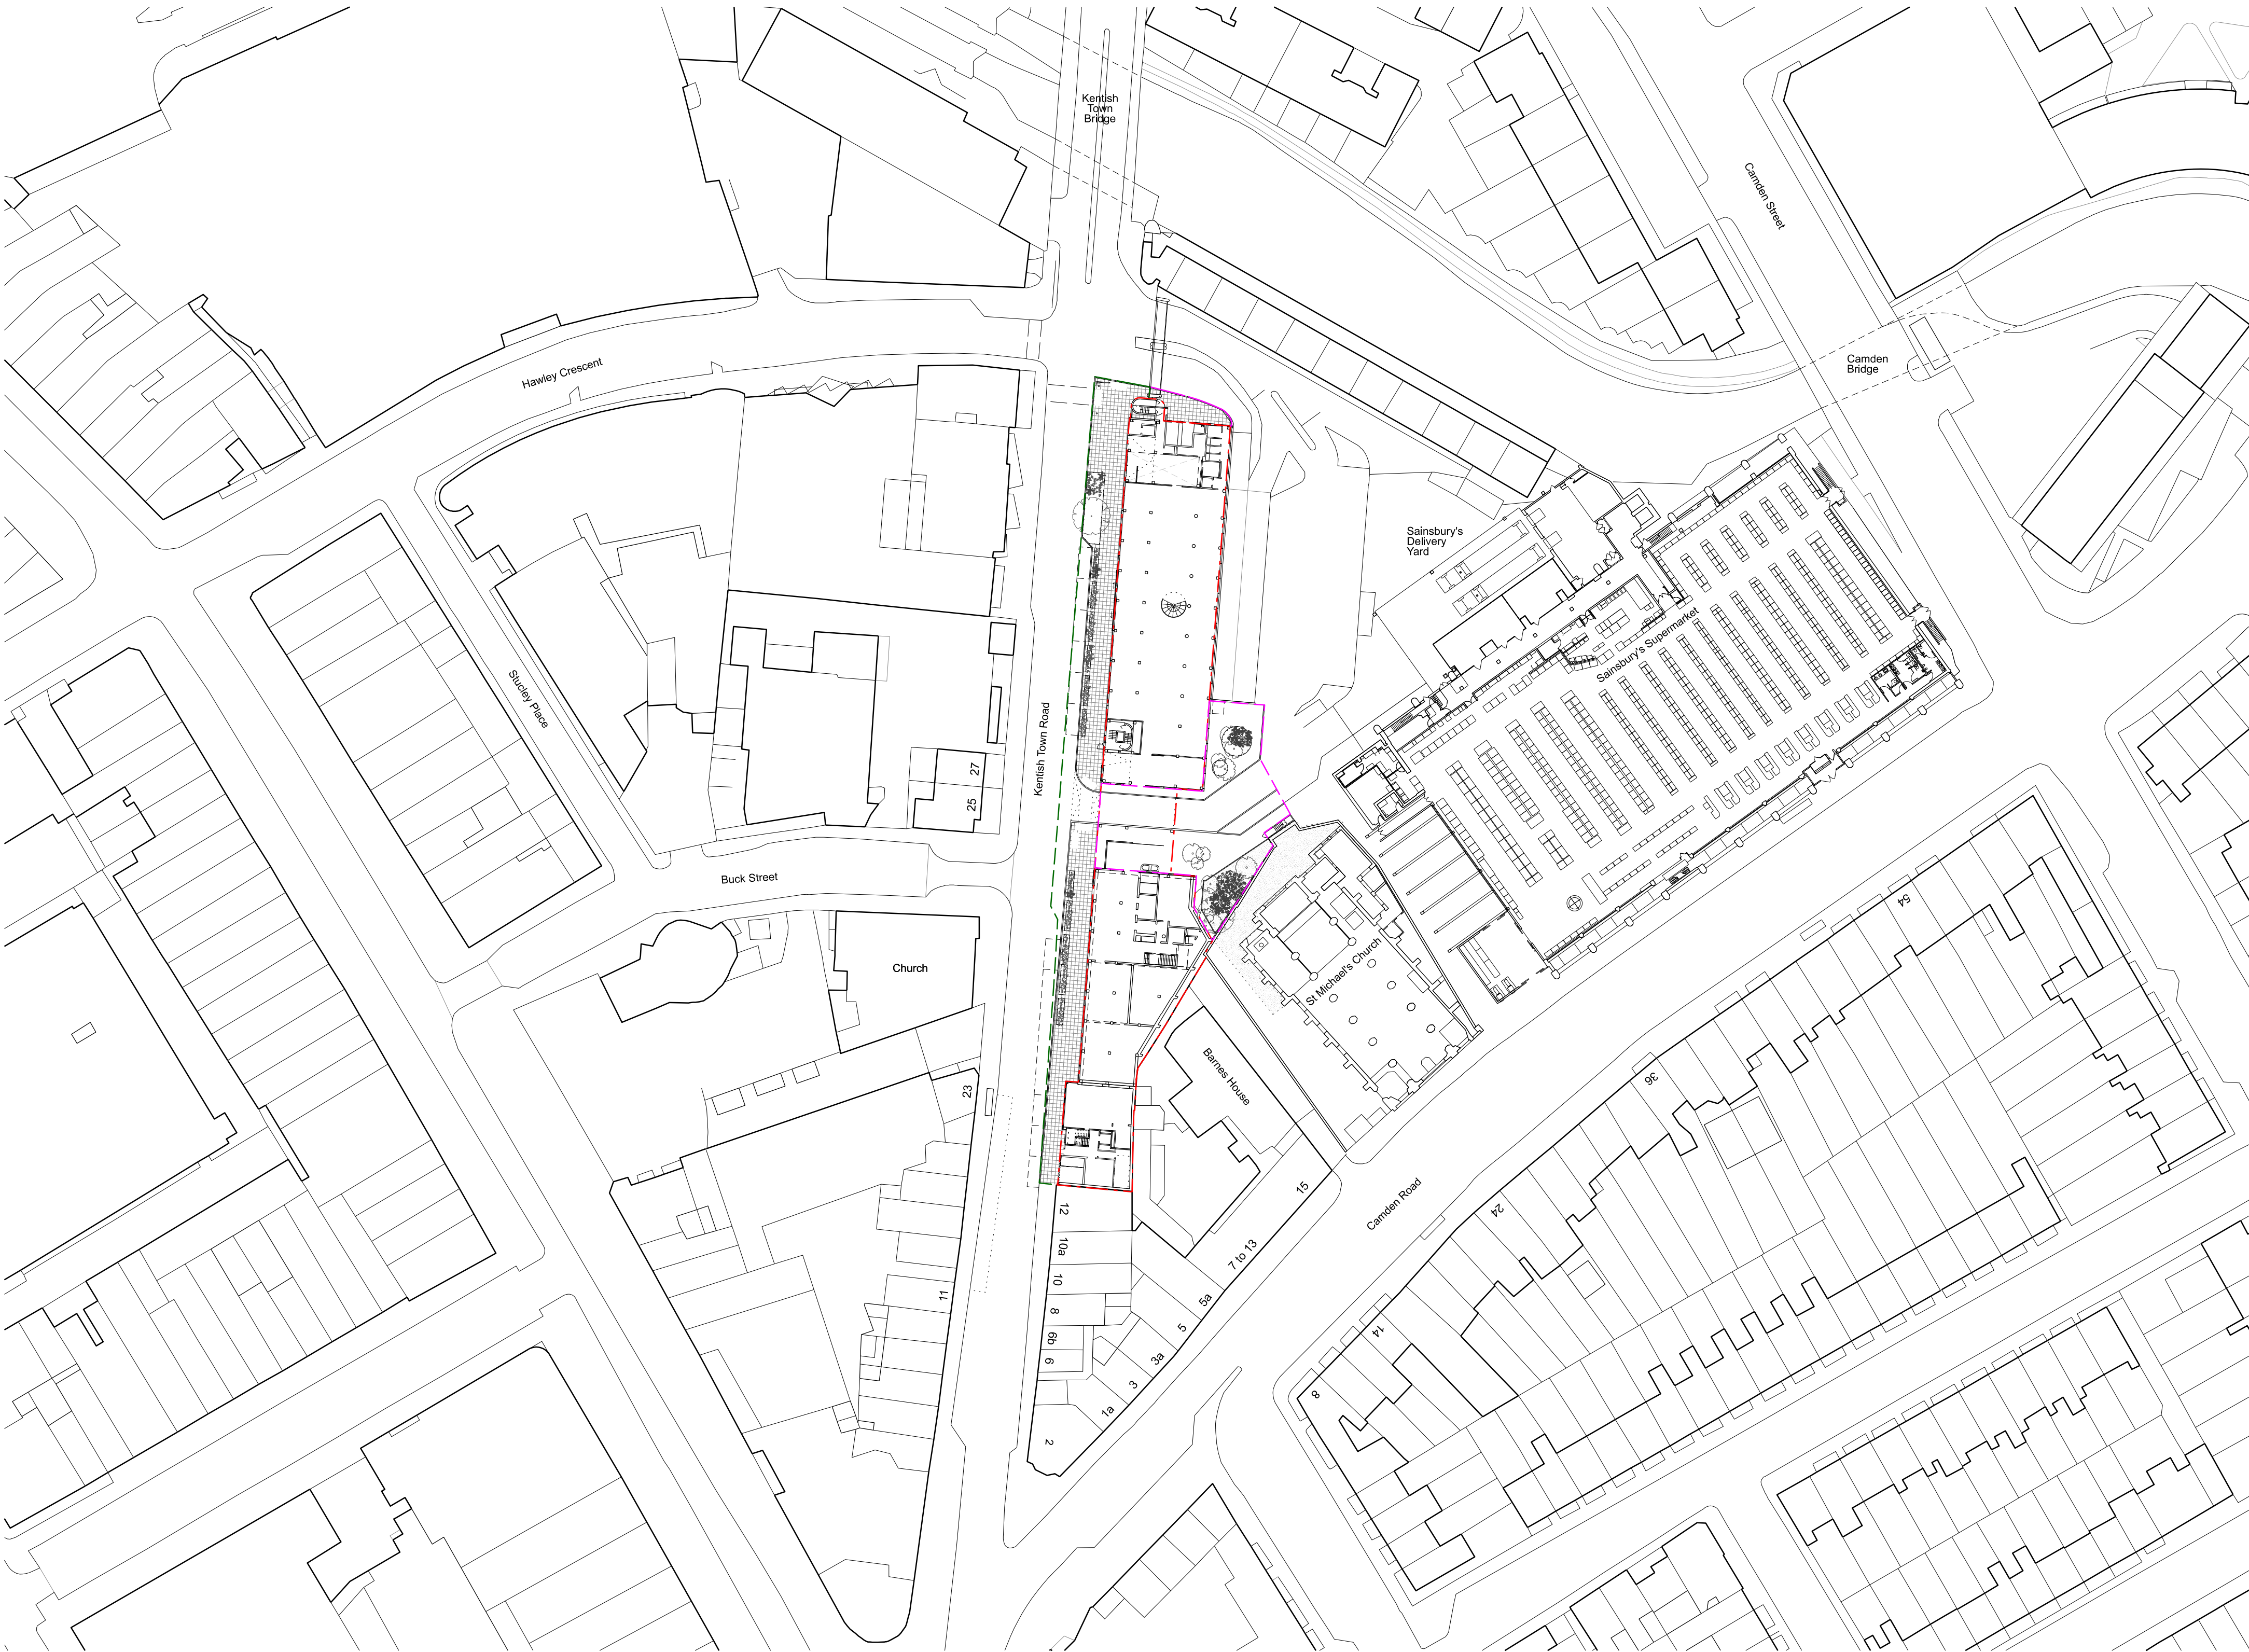 Kentish
Town
Bridge
Camden Street
Camden
Bridge
Hawley Crescent
Sainsbury's
Delivery
Yard
Sainsbury's Supermarket
Stucley Place
Kentish Town Road
27
25
Buck Street
Church
St Michael's Church
54
Barnes House
36
23
15
12
Camden Road
24
10a
7 to 13
10
11
8
5a
5
6b
14
6
3a
3
8
1a
2